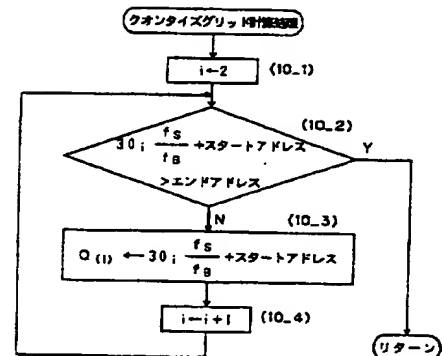 クオンタイズグリッド計算処理
i←2 (10_1)
(10_2)
30i fS/fB +スタートアドレス
>エンドアドレス
Y
N
(10_3)
Q(i) ← 30i fS/fB +スタートアドレス
i←i+1 (10_4)
リターン